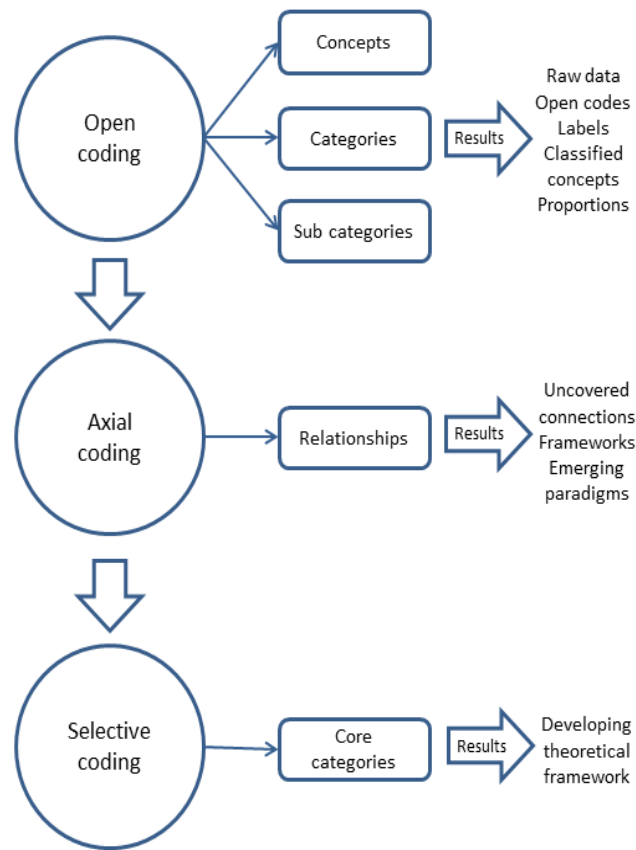 Open
coding
Concepts
Categories
Sub categories
Results
Raw data
Open codes
Labels
Classified
concepts
Proportions
Axial
coding
Relationships
Results
Uncovered
connections
Frameworks
Emerging
paradigms
Selective
coding
Core
categories
Results
Developing
theoretical
framework